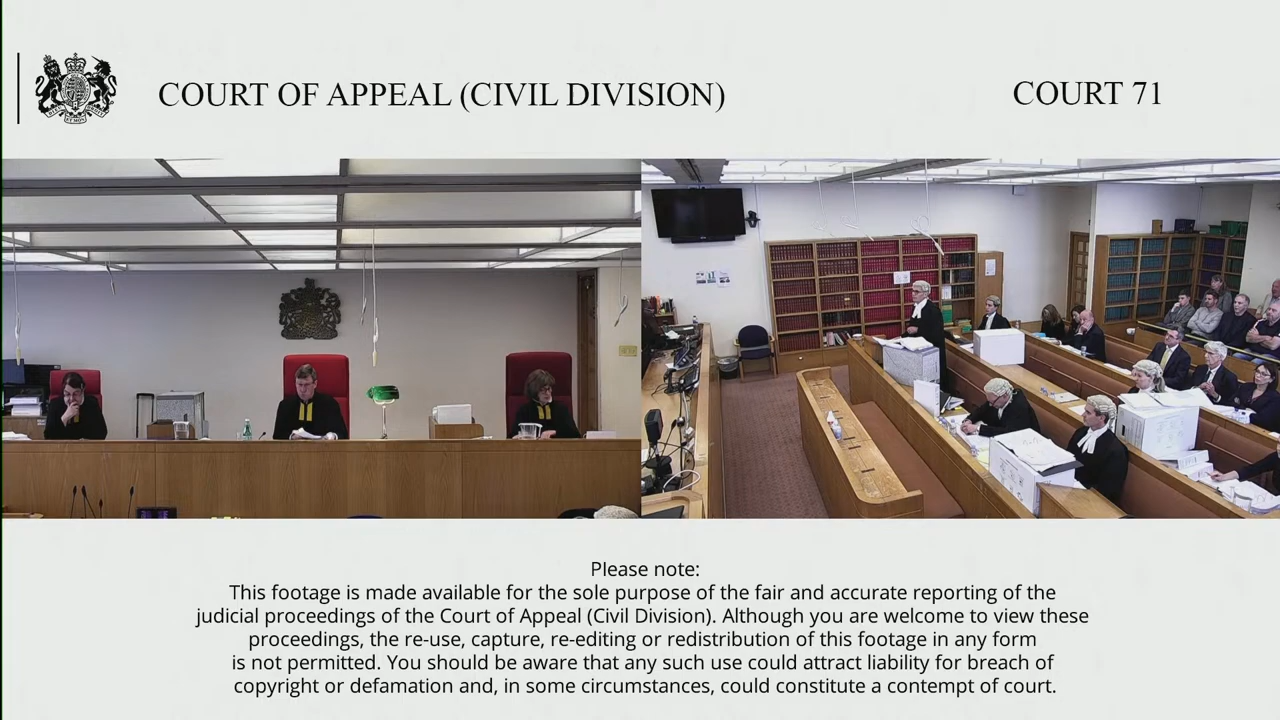 COURT OF APPEAL (CIVIL DIVISION)
COURT 71
Please note:
This footage is made available for the sole purpose of the fair and accurate reporting of the
judicial proceedings of the Court of Appeal (Civil Division). Although you are welcome to view these
proceedings, the re-use, capture, re-editing or redistribution of this footage in any form
is not permitted. You should be aware that any such use could attract liability for breach of
copyright or defamation and, in some circumstances, could constitute a contempt of court.